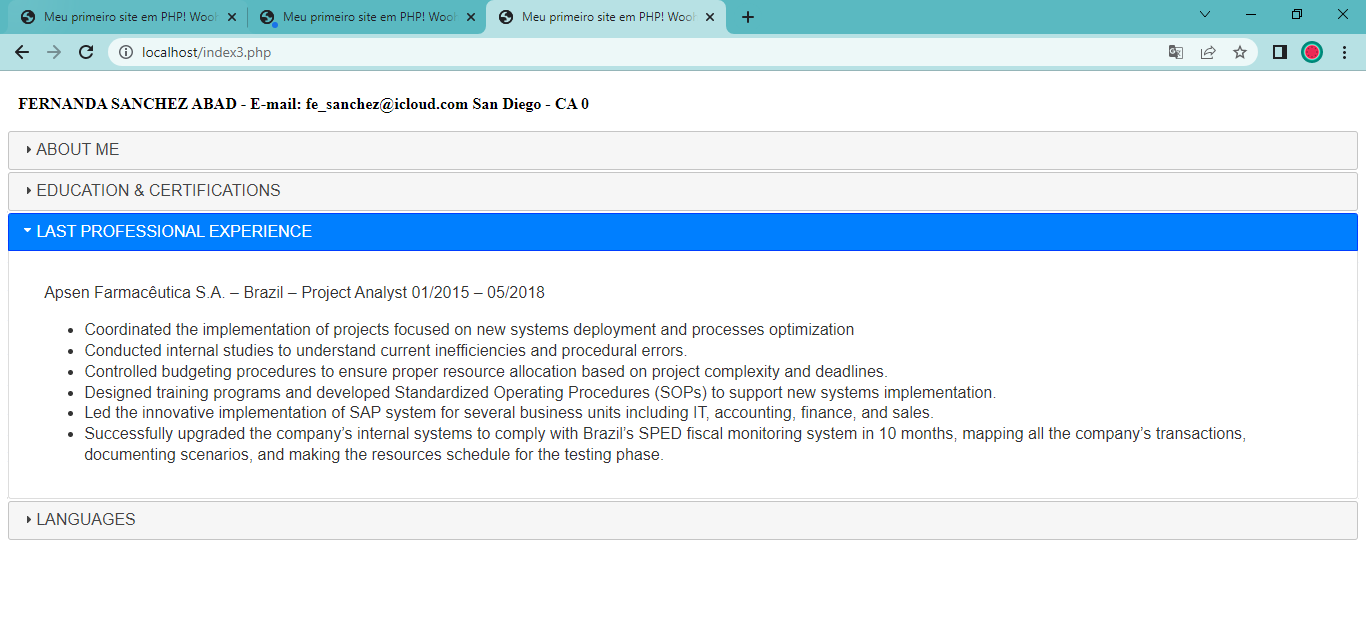 Meu primeiro site em PHP! Wooh
Meu primeiro site em PHP! Wooh
Meu primeiro site em PHP! Wooh
localhost/index3.php
FERNANDA SANCHEZ ABAD - E-mail: fe_sanchez@icloud.com San Diego - CA 0
ABOUT ME
EDUCATION & CERTIFICATIONS
LAST PROFESSIONAL EXPERIENCE
Apsen Farmacêutica S.A. – Brazil – Project Analyst 01/2015 – 05/2018
• Coordinated the implementation of projects focused on new systems deployment and processes optimization
• Conducted internal studies to understand current inefficiencies and procedural errors.
• Controlled budgeting procedures to ensure proper resource allocation based on project complexity and deadlines.
• Designed training programs and developed Standardized Operating Procedures (SOPs) to support new systems implementation.
• Led the innovative implementation of SAP system for several business units including IT, accounting, finance, and sales.
• Successfully upgraded the company’s internal systems to comply with Brazil’s SPED fiscal monitoring system in 10 months, mapping all the company’s transactions,
documenting scenarios, and making the resources schedule for the testing phase.
LANGUAGES